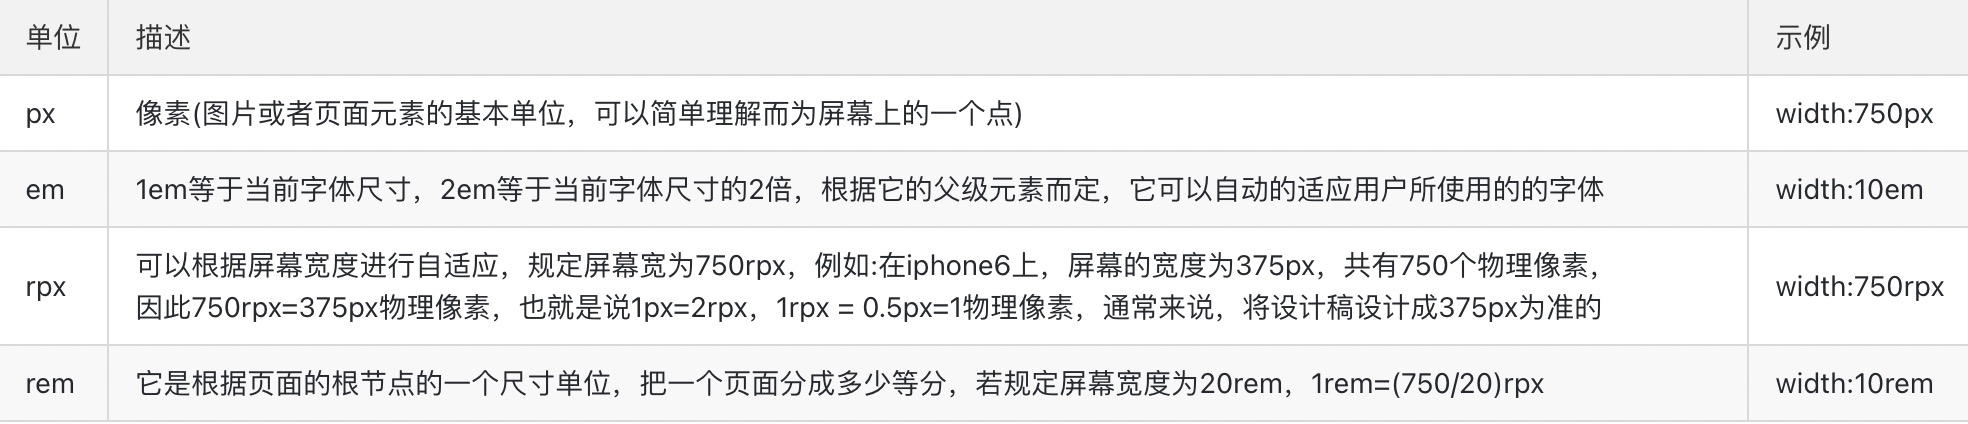 单位 描述 示例
px 像素(图片或者页面元素的基本单位，可以简单理解而为屏幕上的一个点) width:750px
em 1em等于当前字体尺寸，2em等于当前字体尺寸的2倍，根据它的父级元素而定，它可以自动的适应用户所使用的的字体 width:10em
rpx 可以根据屏幕宽度进行自适应，规定屏幕宽为750rpx，例如:在iphone6上，屏幕的宽度为375px，共有750个物理像素，
因此750rpx=375px物理像素，也就是说1px=2rpx，1rpx = 0.5px=1物理像素，通常来说，将设计稿设计成375px为准的 width:750rpx
rem 它是根据页面的根节点的一个尺寸单位，把一个页面分成多少等分，若规定屏幕宽度为20rem，1rem=(750/20)rpx width:10rem